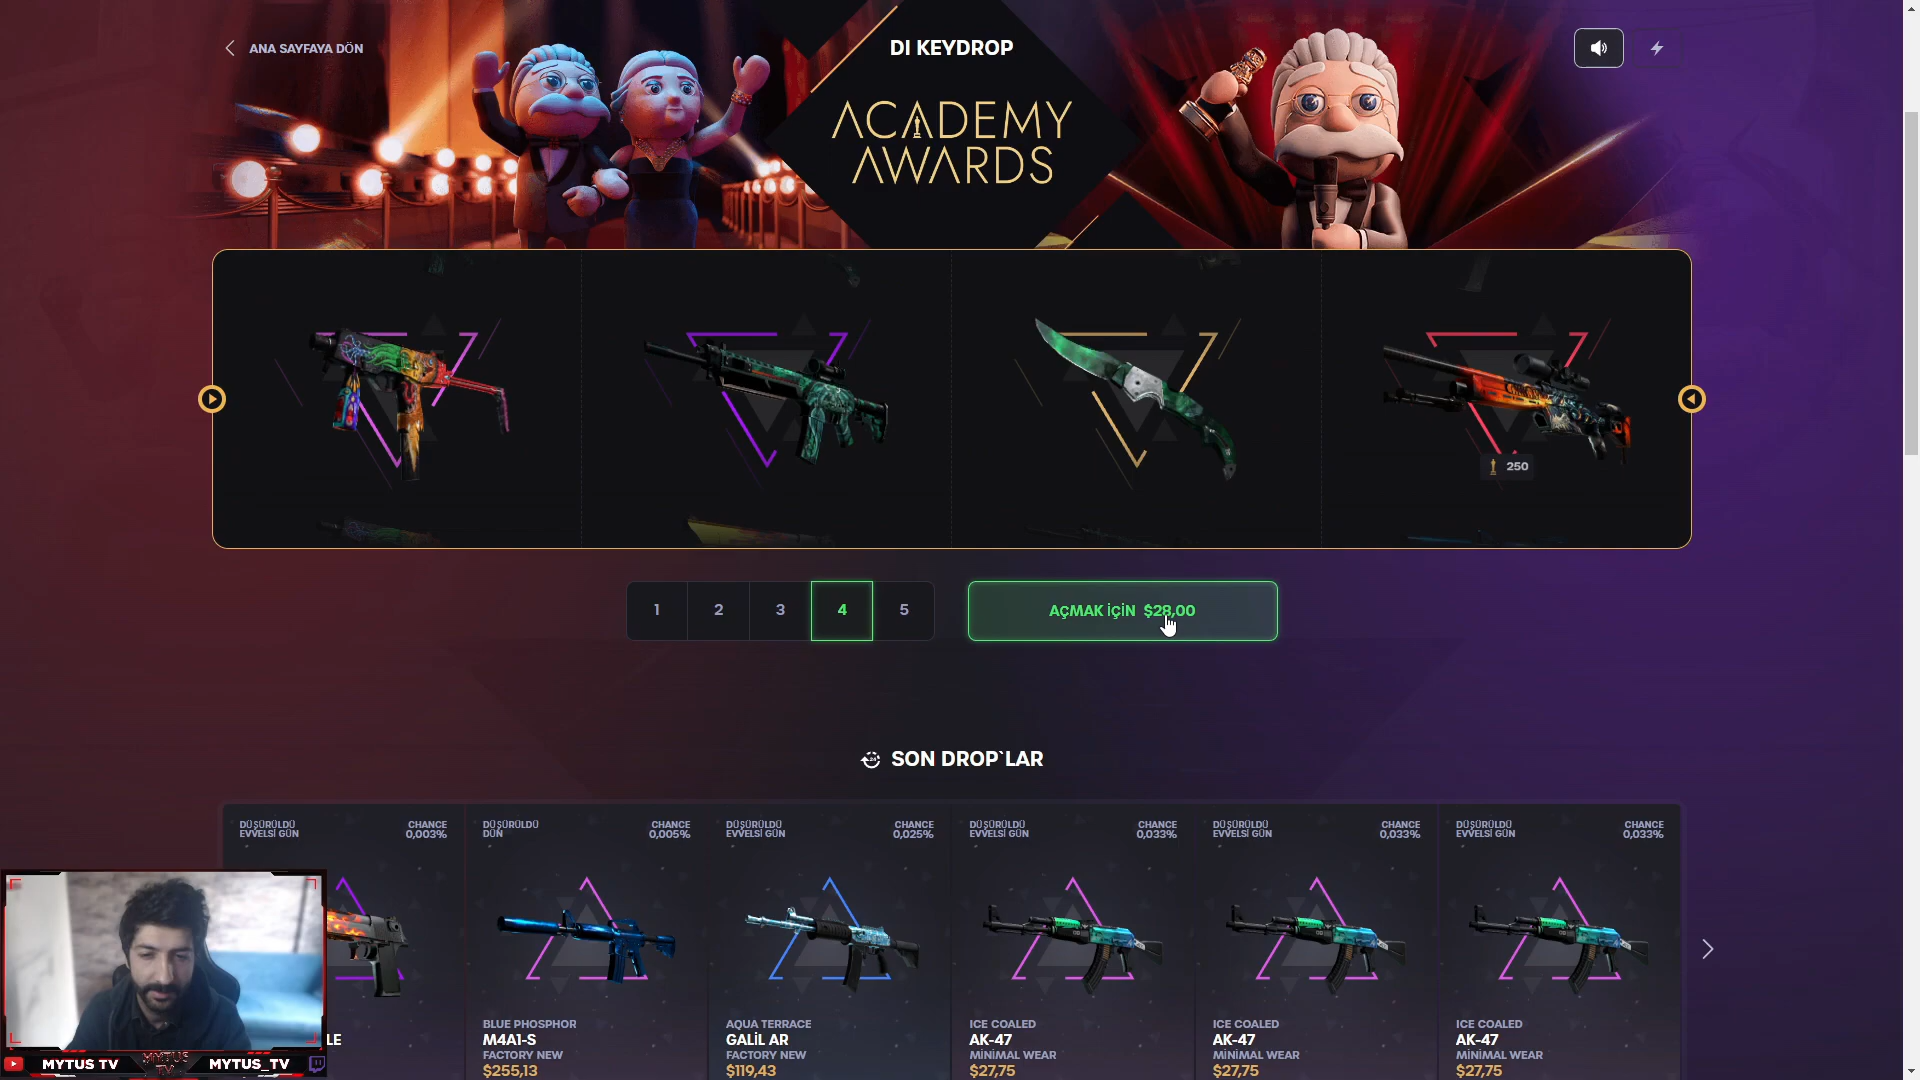 ANA SAYFAYA DÖN
DI KEYDROP
ACADEMY
AWARDS
250
1
2
3
4
5
AÇMAK İÇİN $28,00
SON DROP`LAR
DÜŞÜRÜLDÜ
EVVELSİ GÜN
CHANCE
0,003%
DÜŞÜRÜLDÜ
DÜN
CHANCE
0,005%
DÜŞÜRÜLDÜ
EVVELSİ GÜN
CHANCE
0,025%
DÜŞÜRÜLDÜ
EVVELSİ GÜN
CHANCE
0,033%
DÜŞÜRÜLDÜ
EVVELSİ GÜN
CHANCE
0,033%
DÜŞÜRÜLDÜ
EVVELSİ GÜN
CHANCE
0,033%
LE
BLUE PHOSPHOR
M4A1-S
FACTORY NEW
$255,13
AQUA TERRACE
GALİL AR
FACTORY NEW
$119,43
ICE COALED
AK-47
MİNİMAL WEAR
$27,75
ICE COALED
AK-47
MİNİMAL WEAR
$27,75
ICE COALED
AK-47
MİNİMAL WEAR
$27,75
MYTUS TV
MYTUS
TV
MYTUS_TV